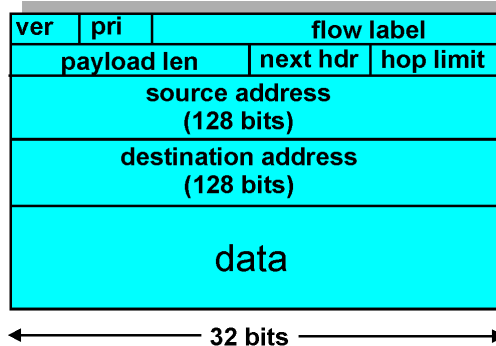 ver pri flow label
payload len next hdr hop limit
source address
(128 bits)
destination address
(128 bits)
data
32 bits